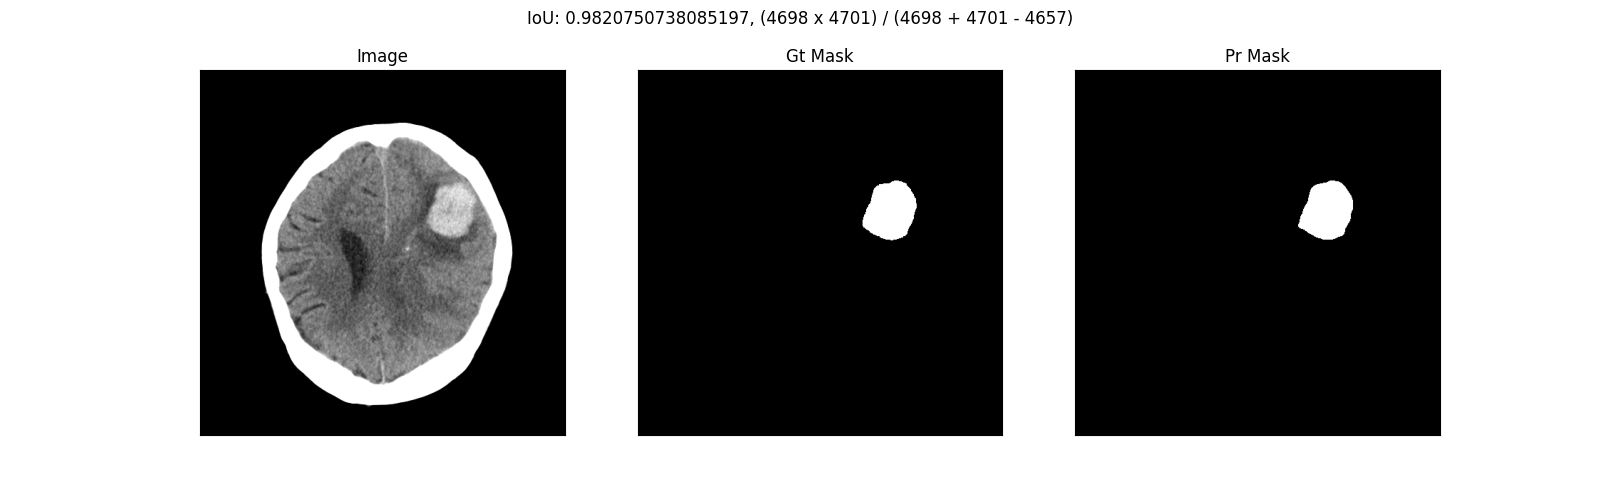 IoU: 0.9820750738085197, (4698 x 4701) / (4698 + 4701 - 4657)
Image
Gt Mask
Pr Mask